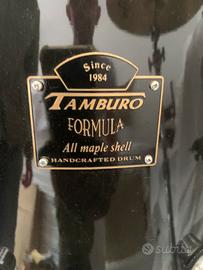 Since
1984
TAMBURO
FORMULA
All maple shell
HANDCRAFTED DRUM
subito